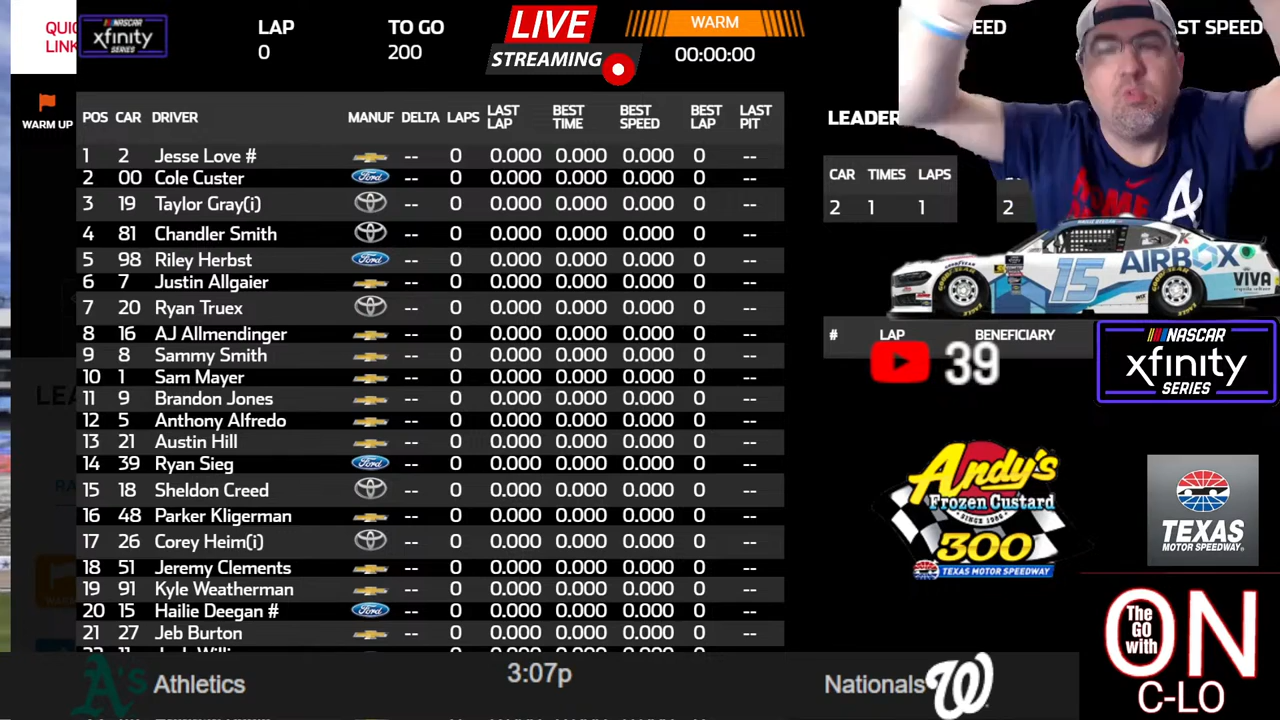 QUIC
LINK
NASCAR
xfinity
SERIES
LAP
0
TO GO
200
LIVE
STREAMING
WARM
00:00:00
EED
AST SPEED
WARM UP
POS CAR DRIVER MANUF DELTA LAPS LAST LAP BEST TIME BEST SPEED BEST LAP LAST PIT
1 2 Jesse Love # -- 0 0.000 0.000 0.000 0 --
2 00 Cole Custer Ford -- 0 0.000 0.000 0.000 0 --
3 19 Taylor Gray(i) -- 0 0.000 0.000 0.000 0 --
4 81 Chandler Smith -- 0 0.000 0.000 0.000 0 --
5 98 Riley Herbst Ford -- 0 0.000 0.000 0.000 0 --
6 7 Justin Allgaier -- 0 0.000 0.000 0.000 0 --
7 20 Ryan Truex -- 0 0.000 0.000 0.000 0 --
8 16 AJ Allmendinger -- 0 0.000 0.000 0.000 0 --
9 8 Sammy Smith -- 0 0.000 0.000 0.000 0 --
10 1 Sam Mayer -- 0 0.000 0.000 0.000 0 --
11 9 Brandon Jones -- 0 0.000 0.000 0.000 0 --
12 5 Anthony Alfredo -- 0 0.000 0.000 0.000 0 --
13 21 Austin Hill -- 0 0.000 0.000 0.000 0 --
14 39 Ryan Sieg Ford -- 0 0.000 0.000 0.000 0 --
15 18 Sheldon Creed -- 0 0.000 0.000 0.000 0 --
16 48 Parker Kligerman -- 0 0.000 0.000 0.000 0 --
17 26 Corey Heim(i) -- 0 0.000 0.000 0.000 0 --
18 51 Jeremy Clements -- 0 0.000 0.000 0.000 0 --
19 91 Kyle Weatherman -- 0 0.000 0.000 0.000 0 --
20 15 Hailie Deegan # Ford -- 0 0.000 0.000 0.000 0 --
21 27 Jeb Burton -- 0 0.000 0.000 0.000 0 --
LEADER
CAR TIMES LAPS
2 1 1
2
A
AIRBOX
15
VIVA
GOODYEAR
# LAP BENEFICIARY
39
NASCAR
xfinity
SERIES
Andy's
Frozen Custard
SINCE 1986
300
TEXAS MOTOR SPEEDWAY
TEXAS
MOTOR SPEEDWAY
The
GO
with
ON
C-LO
A's Athletics
3:07p
Nationals W